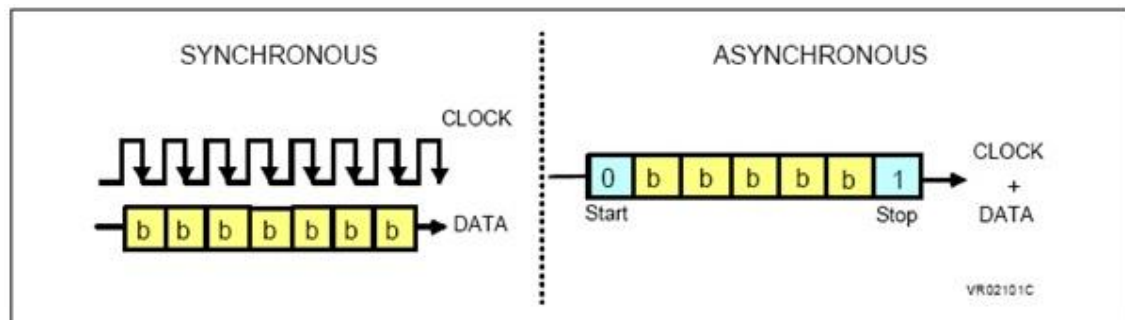 SYNCHRONOUS
CLOCK
b b b b b b b
DATA
ASYNCHRONOUS
0 b b b b b 1
Start Stop
CLOCK
+
DATA
VR02101C